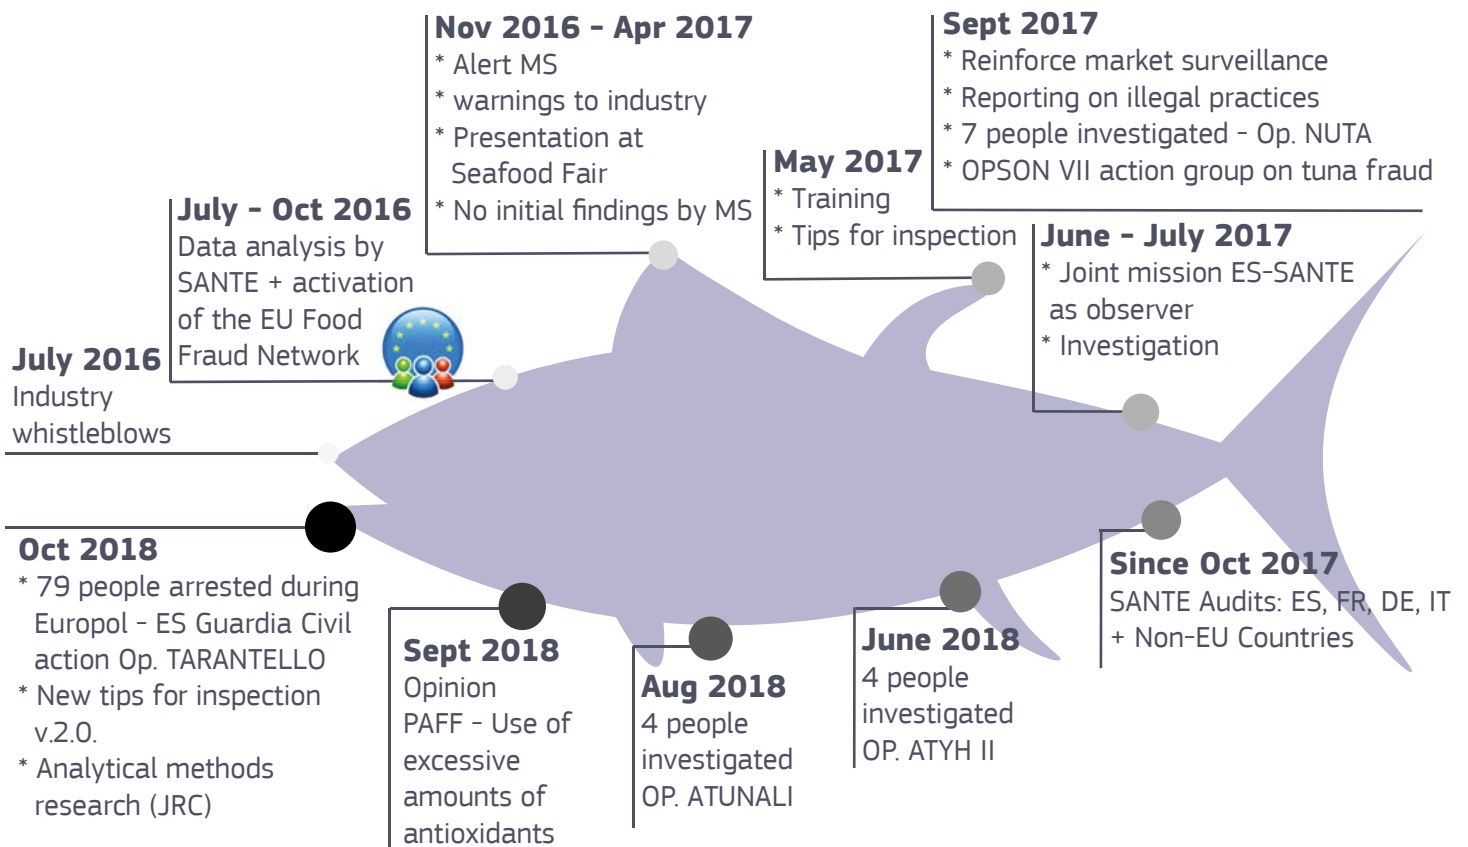 July 2016
Industry
whistleblows
July - Oct 2016
Data analysis by
SANTE + activation
of the EU Food
Fraud Network
Nov 2016 - Apr 2017
* Alert MS
* warnings to industry
* Presentation at
Seafood Fair
* No initial findings by MS
May 2017
* Training
* Tips for inspection
June - July 2017
* Joint mission ES-SANTE
as observer
* Investigation
Sept 2017
* Reinforce market surveillance
* Reporting on illegal practices
* 7 people investigated - Op. NUTA
* OPSON VII action group on tuna fraud
Since Oct 2017
SANTE Audits: ES, FR, DE, IT
+ Non-EU Countries
June 2018
4 people
investigated
OP. ATYH II
Aug 2018
4 people
investigated
OP. ATUNALI
Sept 2018
Opinion
PAFF - Use of
excessive
amounts of
antioxidants
Oct 2018
* 79 people arrested during
Europol - ES Guardia Civil
action Op. TARANTELLO
* New tips for inspection
v.2.0.
* Analytical methods
research (JRC)